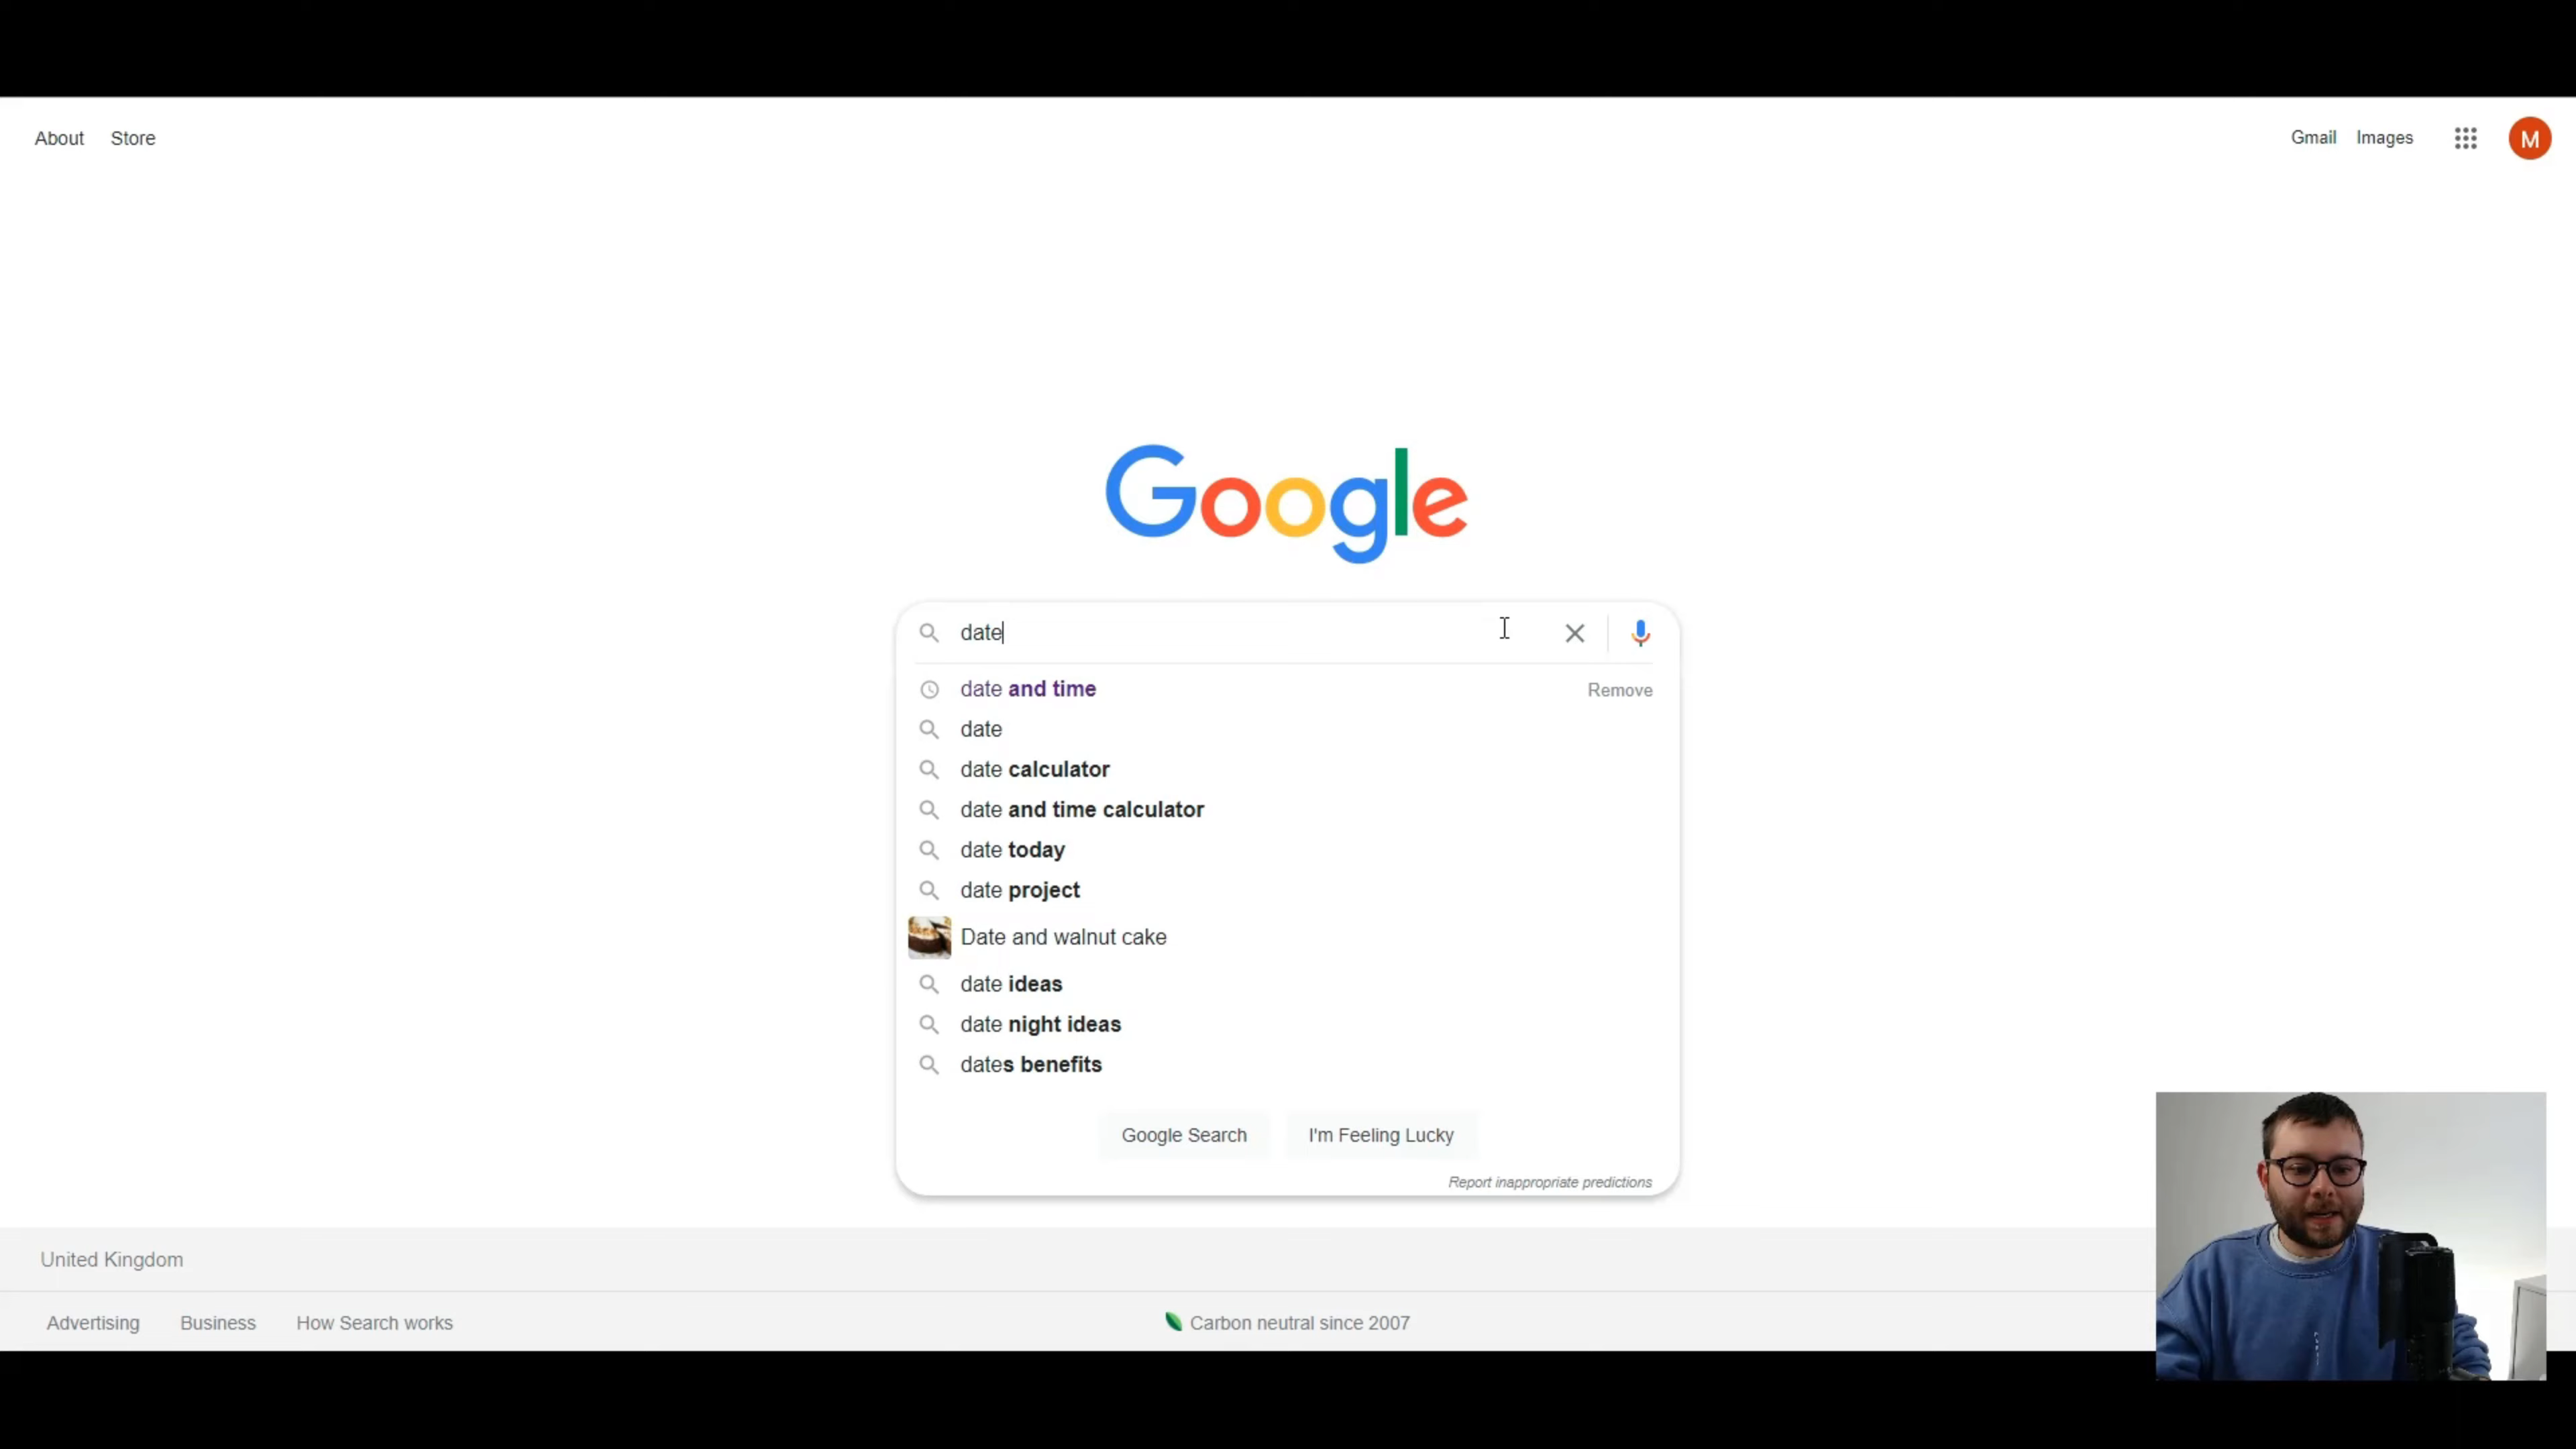 About Store
Gmail Images
M
Google
date
date and time
Remove
date
date calculator
date and time calculator
date today
date project
Date and walnut cake
date ideas
date night ideas
dates benefits
Google Search
I'm Feeling Lucky
Report inappropriate predictions
United Kingdom
Advertising Business How Search works
Carbon neutral since 2007